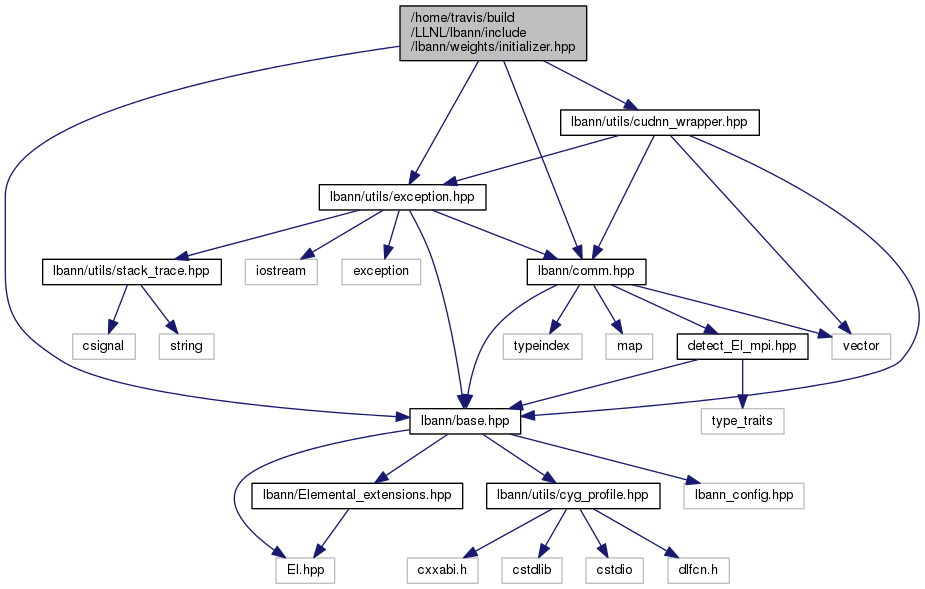 /home/travis/build
/LLNL/lbann/include
/lbann/weights/initializer.hpp
lbann/utils/cudnn_wrapper.hpp
lbann/utils/exception.hpp
lbann/utils/stack_trace.hpp
iostream
exception
lbann/comm.hpp
csignal
string
typeindex
map
detect_El_mpi.hpp
vector
lbann/base.hpp
type_traits
lbann/Elemental_extensions.hpp
lbann/utils/cyg_profile.hpp
lbann_config.hpp
El.hpp
cxxabi.h
cstdlib
cstdio
dlfcn.h